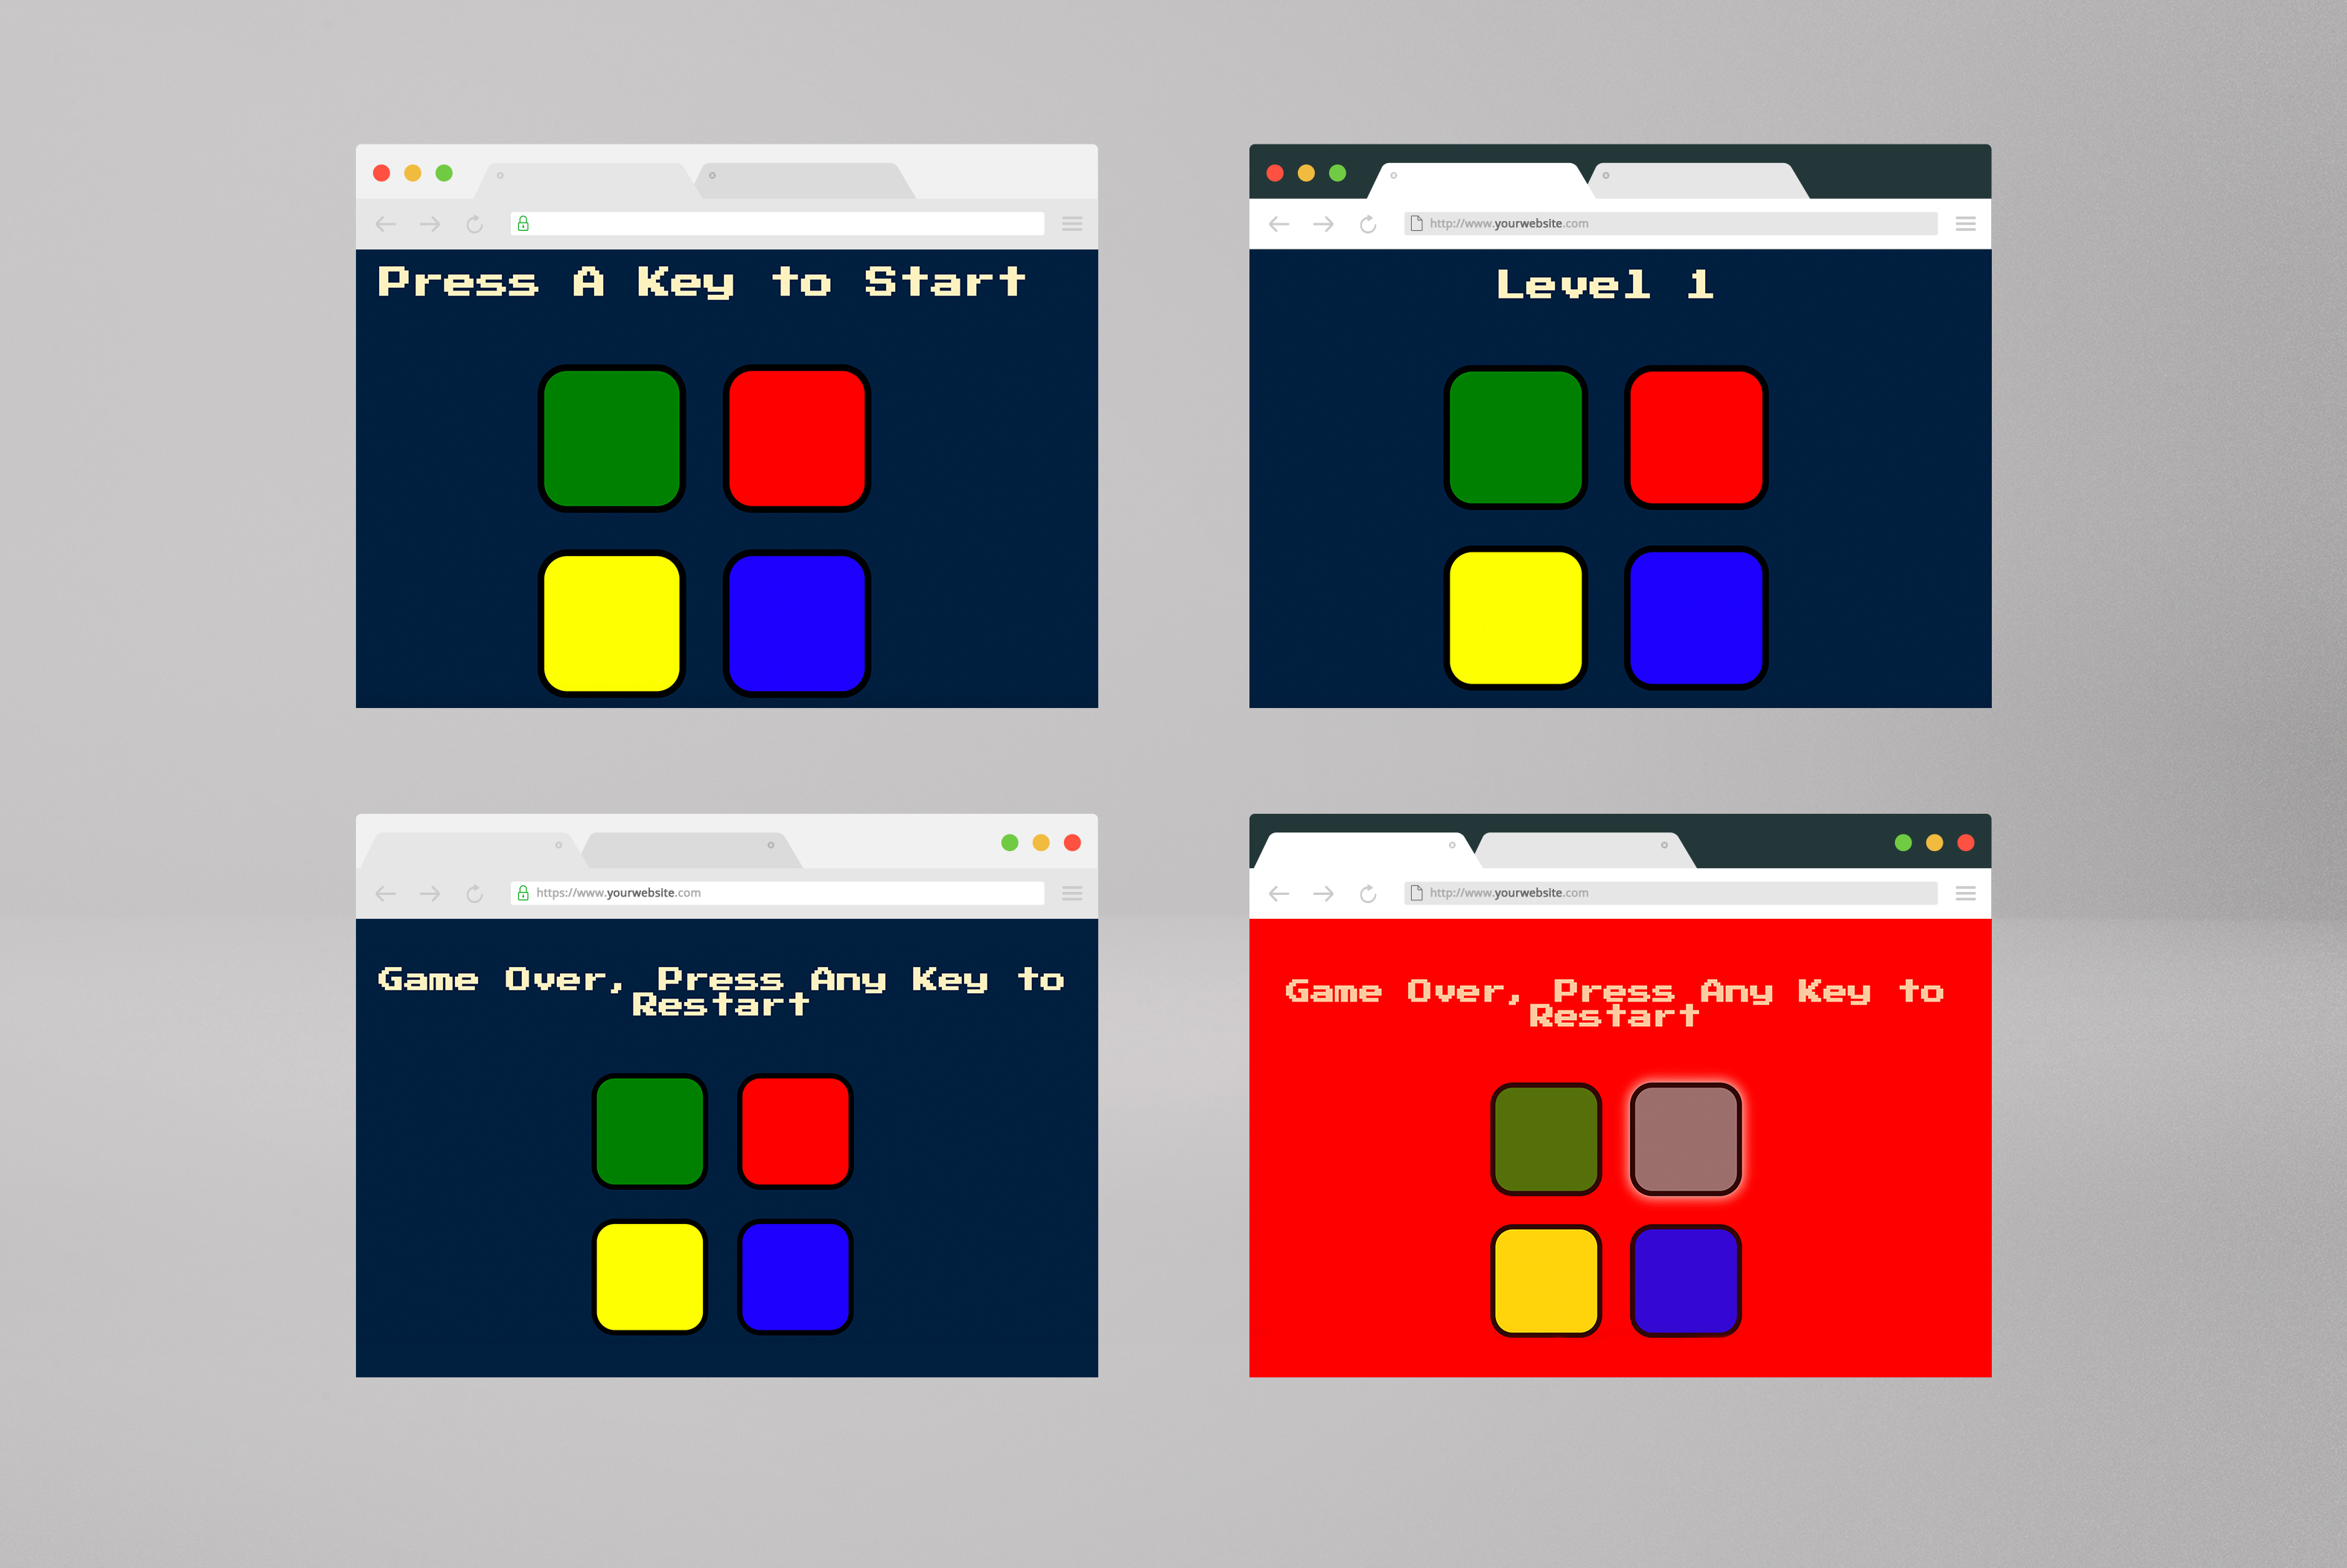 Press A Key to Start
http://www.yourwebsite.com
Level 1
https://www.yourwebsite.com
Game Over, Press Any Key to
Restart
http://www.yourwebsite.com
Game Over, Press Any Key to
Restart